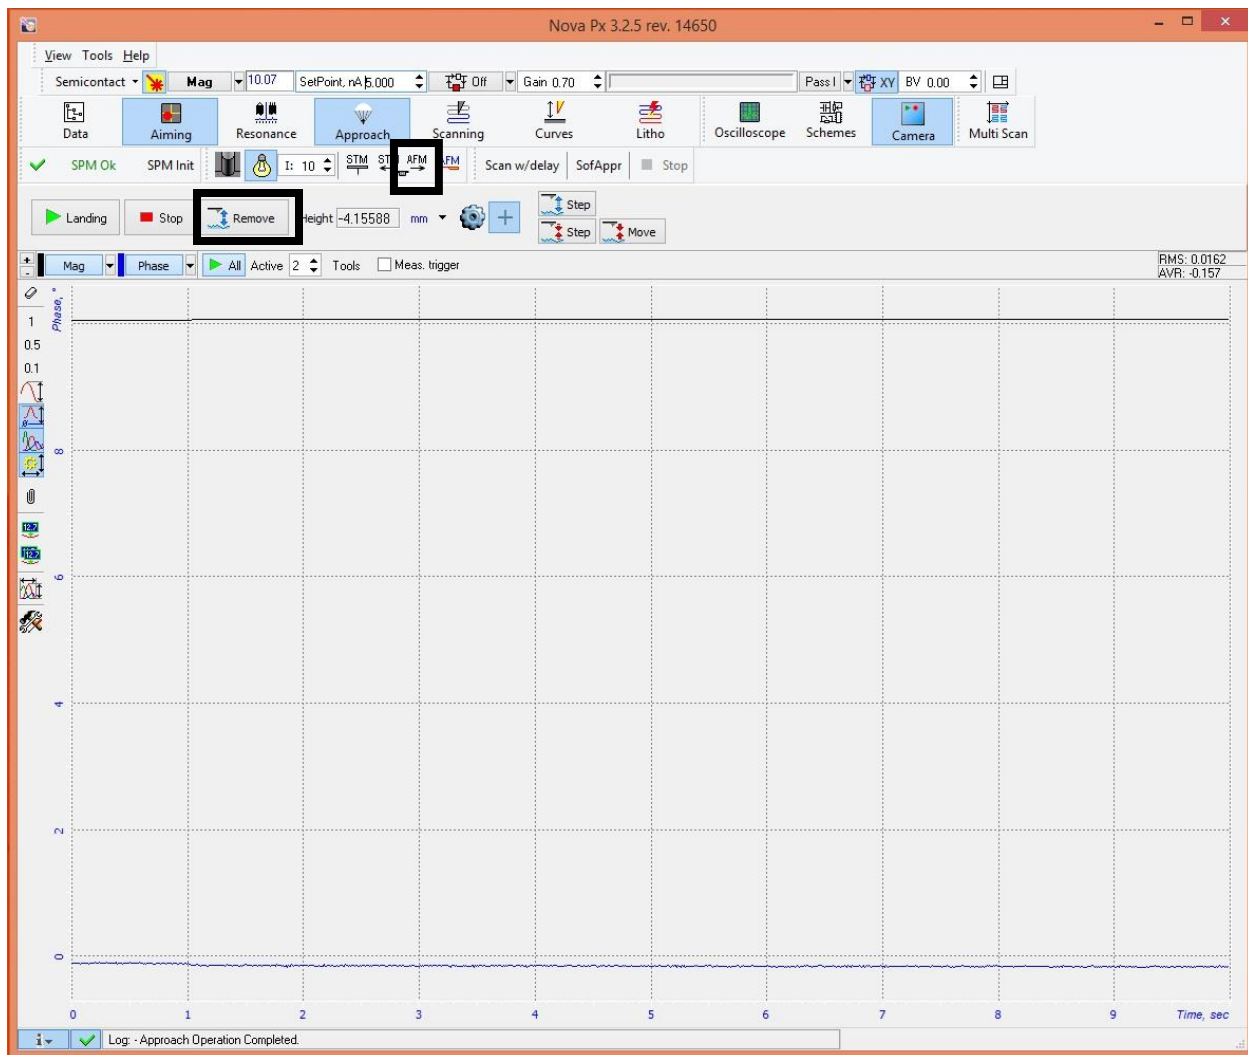 Nova Px 3.2.5 rev. 14650
View Tools Help
Semicontact Mag 10.07 SetPoint, nA 5.000 Off Gain 0.70 Pass I XY BV 0.00
Data Aiming Resonance Approach Scanning Curves Litho Oscilloscope Schemes Camera Multi Scan
SPM Ok SPM Init I: 10 STM AFM AFM Scan w/delay SofAppr Stop
Landing Stop Remove Height -4.15588 mm Step
Step Move
Mag Phase All Active 2 Tools Meas. trigger RMS: 0.0162
AVR: -0.157
Phase, °
1
0.5
0.1
8
6
4
2
0
0 1 2 3 4 5 6 7 8 9 Time, sec
Log: - Approach Operation Completed.